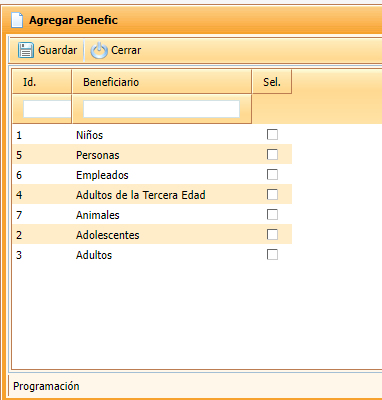 Agregar Benefic
Guardar Cerrar
Id. Beneficiario Sel.
1 Niños
5 Personas
6 Empleados
4 Adultos de la Tercera Edad
7 Animales
2 Adolescentes
3 Adultos
Programación